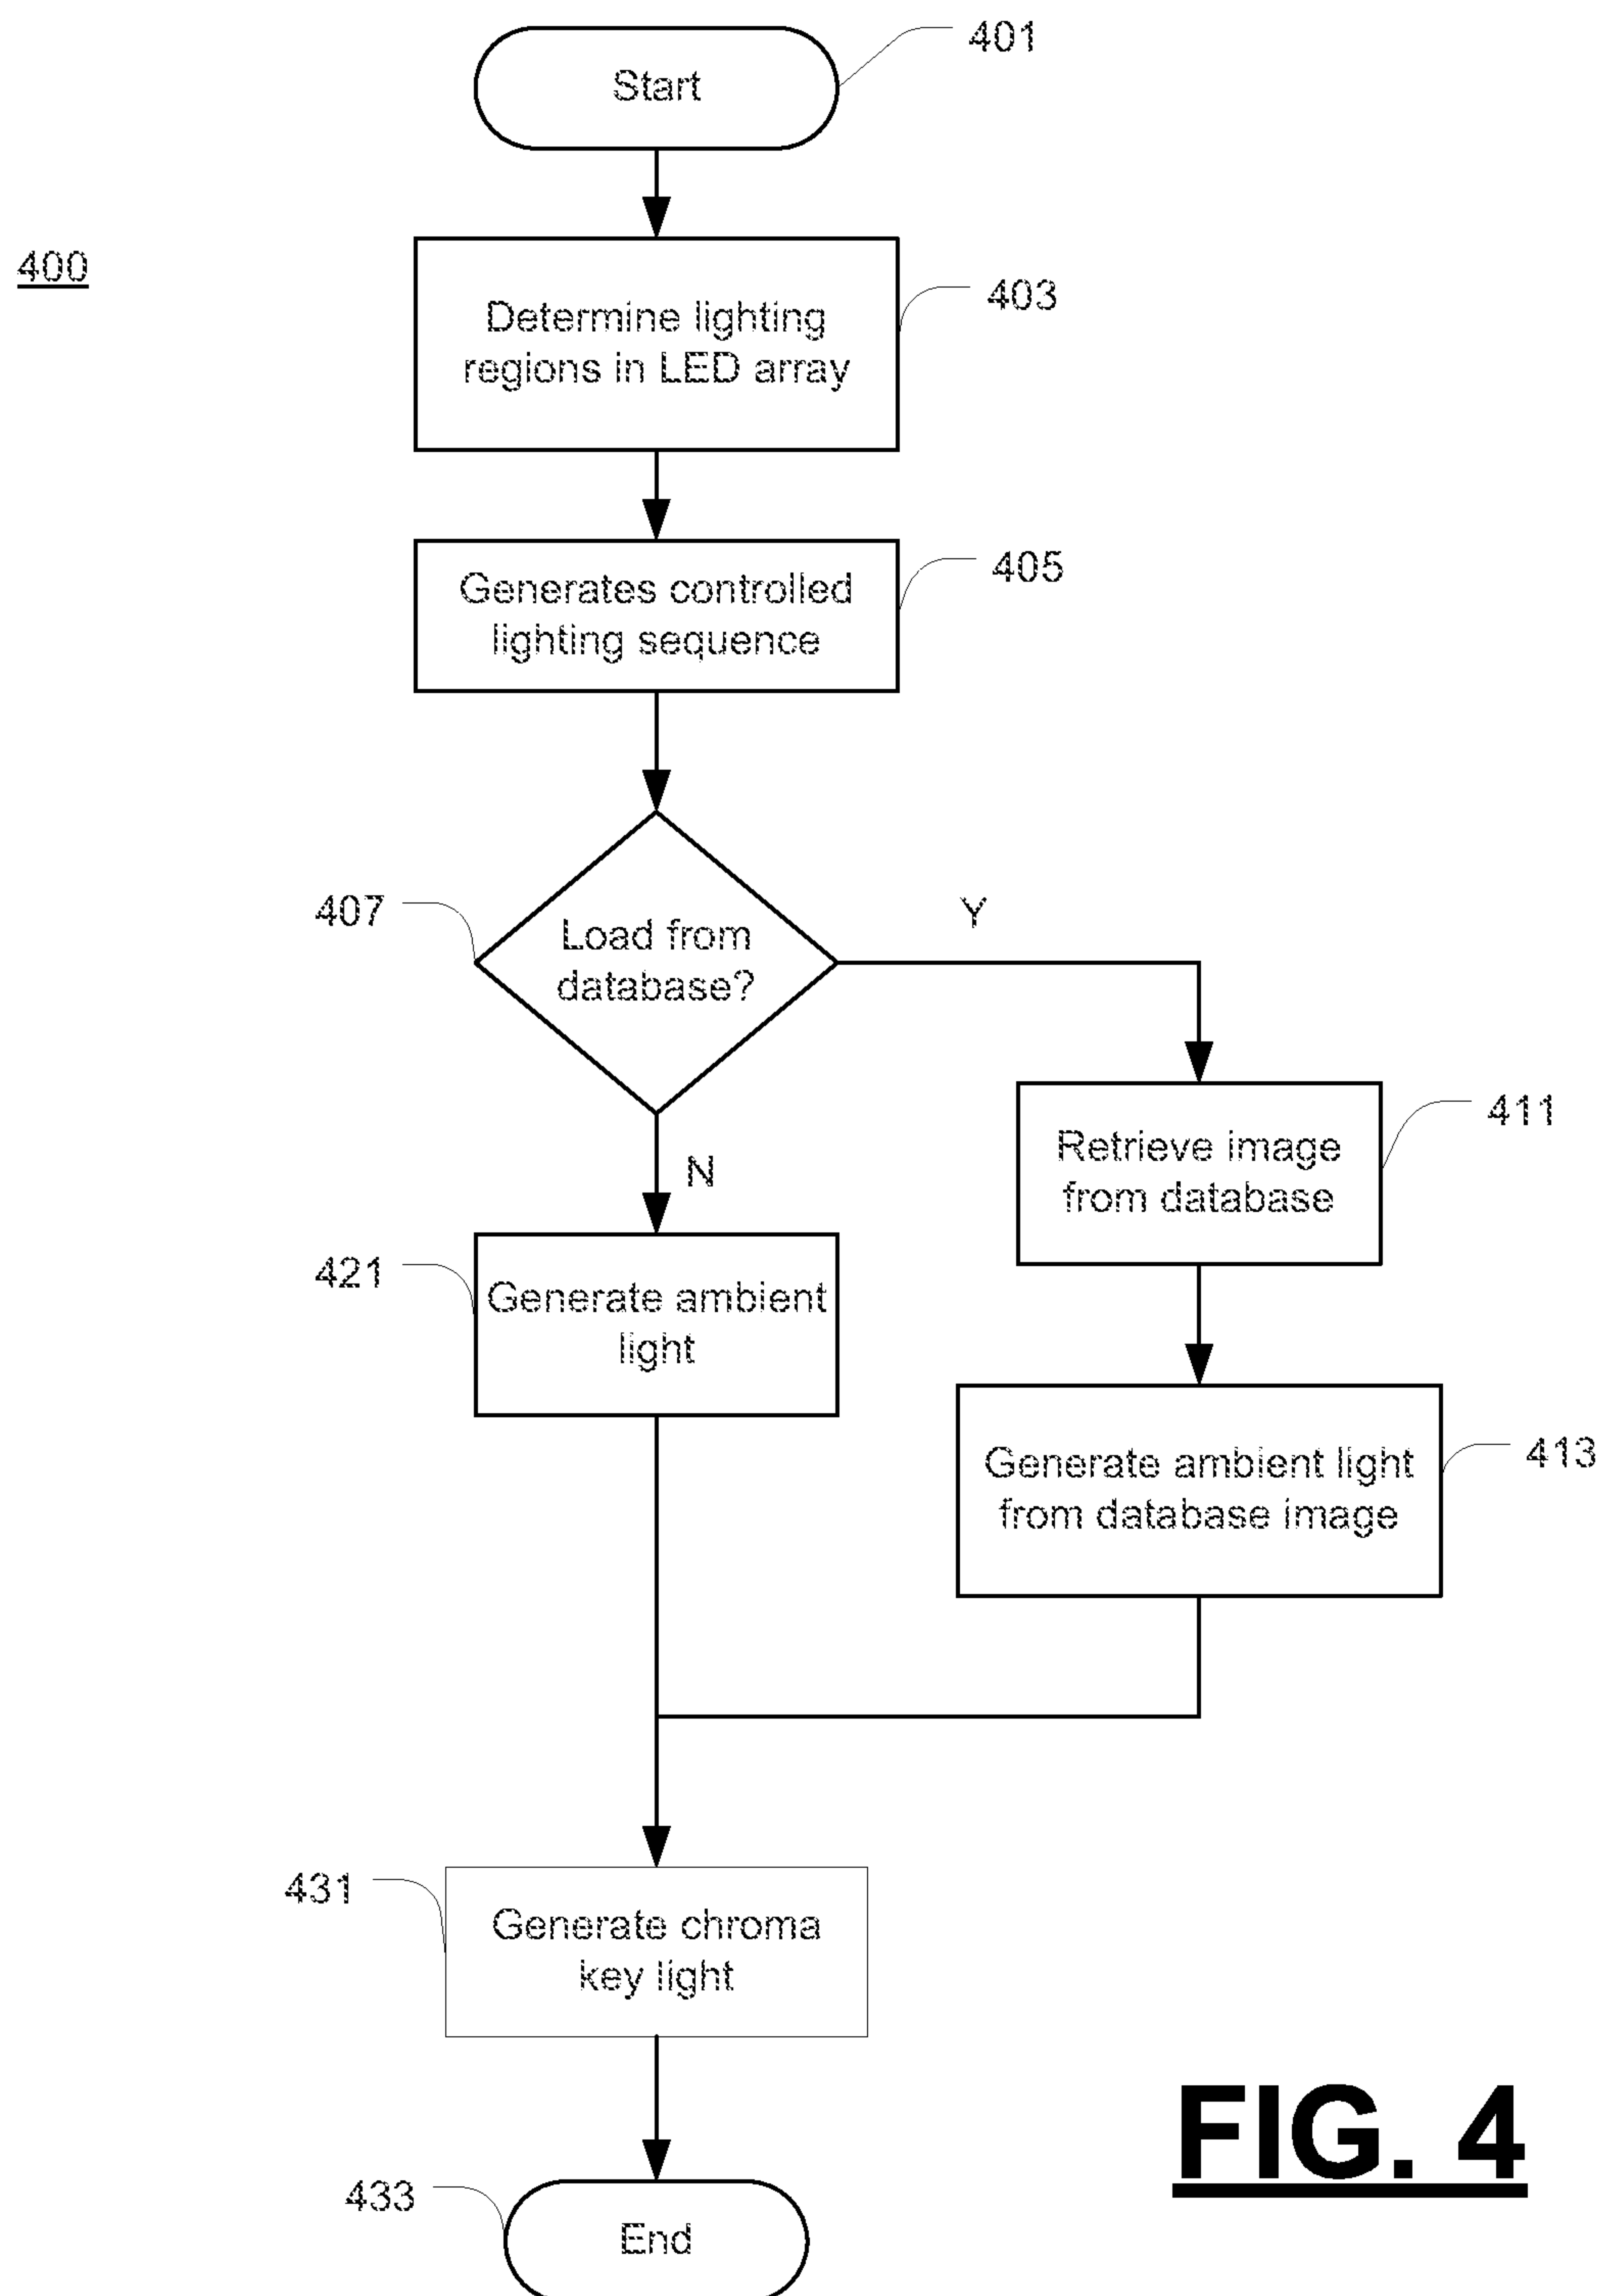 401
Start
400
403
Determine lighting
regions in LED array
405
Generates controlled
lighting sequence
407
Load from
database?
Y
N
411
Retrieve image
from database
421
Generate ambient
light
413
Generate ambient light
from database image
431
Generate chroma
key light
433
End
FIG. 4